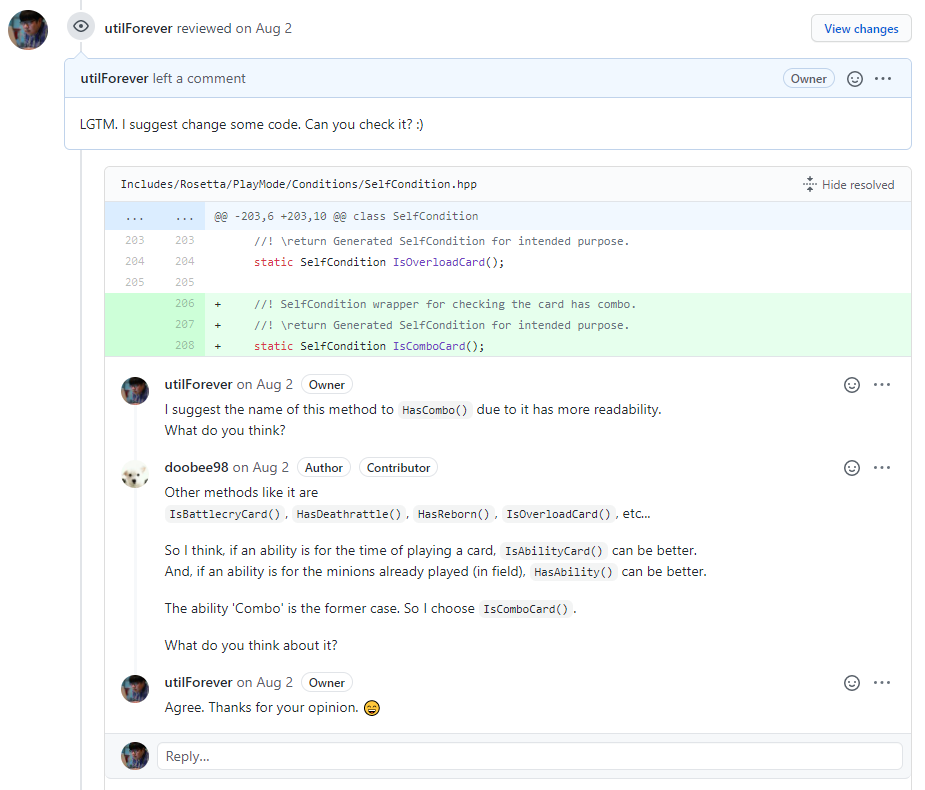 utilForever reviewed on Aug 2
View changes
utilForever left a comment
Owner
LGTM. I suggest change some code. Can you check it? :)
Includes/Rosetta/PlayMode/Conditions/SelfCondition.hpp
Hide resolved
... ... @@ -203,6 +203,10 @@ class SelfCondition
203 203 //! \return Generated SelfCondition for intended purpose.
204 204 static SelfCondition IsOverloadCard();
205 205
206 + //! SelfCondition wrapper for checking the card has combo.
207 + //! \return Generated SelfCondition for intended purpose.
208 + static SelfCondition IsComboCard();
utilForever on Aug 2 Owner
I suggest the name of this method to HasCombo() due to it has more readability.
What do you think?
doobee98 on Aug 2 Author Contributor
Other methods like it are
IsBattlecryCard(), HasDeathrattle(), HasReborn(), IsOverloadCard(), etc...
So I think, if an ability is for the time of playing a card, IsAbilityCard() can be better.
And, if an ability is for the minions already played (in field), HasAbility() can be better.
The ability 'Combo' is the former case. So I choose IsComboCard().
What do you think about it?
utilForever on Aug 2 Owner
Agree. Thanks for your opinion. 😄
Reply...